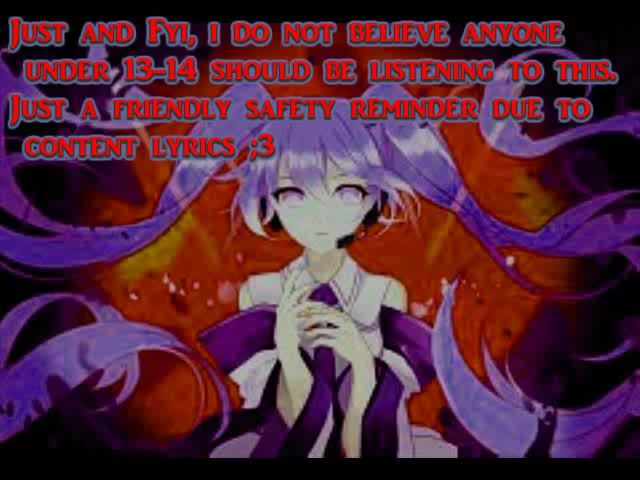 Just and Fyi, i do not believe anyone
under 13-14 should be listening to this.
Just a friendly safety reminder due to
content lyrics ;3